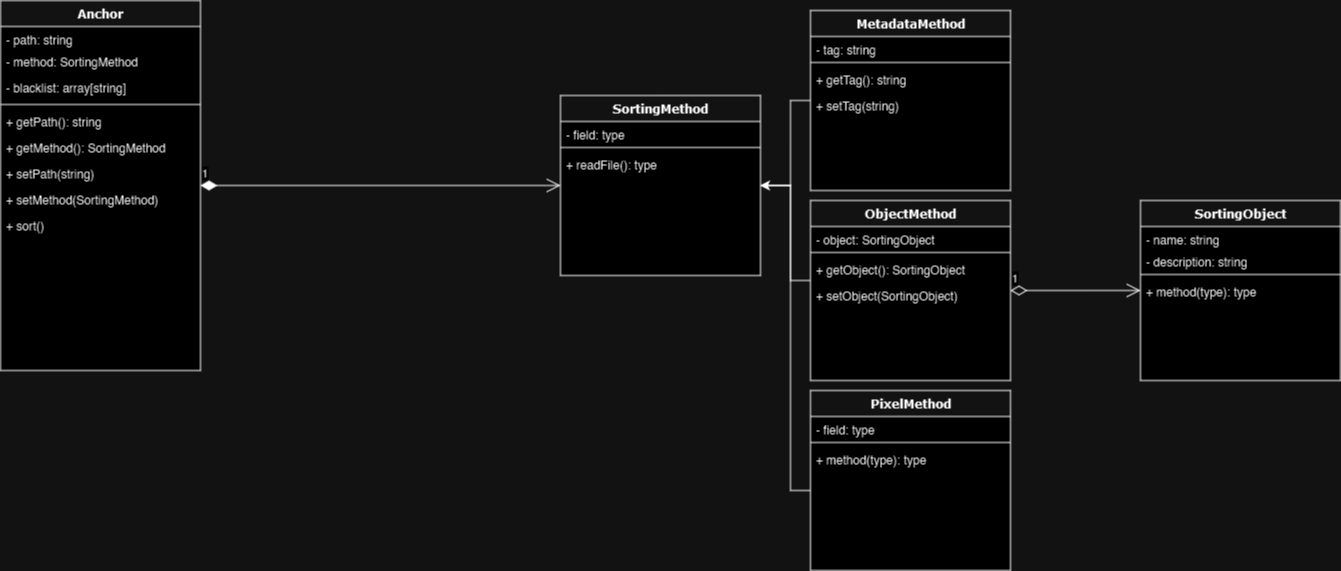 Anchor
- path: string
- method: SortingMethod
- blacklist: array[string]
+ getPath(): string
+ getMethod(): SortingMethod
+ setPath(string)
+ setMethod(SortingMethod)
+ sort()
1
SortingMethod
- field: type
+ readFile(): type
MetadataMethod
- tag: string
+ getTag(): string
+ setTag(string)
ObjectMethod
- object: SortingObject
+ getObject(): SortingObject
+ setObject(SortingObject)
1
PixelMethod
- field: type
+ method(type): type
SortingObject
- name: string
- description: string
+ method(type): type